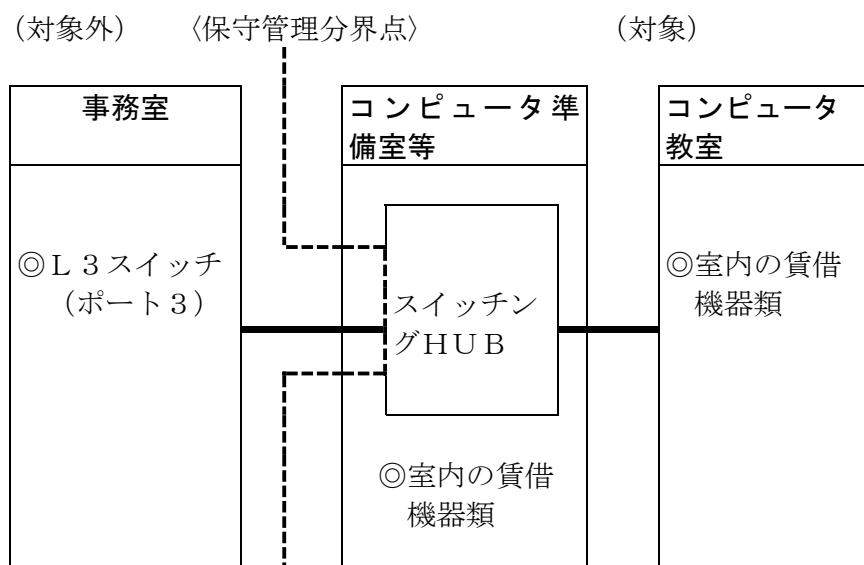 （対象外）　〈保守管理分界点〉　（対象）
事務室
コンピュータ準
備室等
コンピュータ
教室
◎Ｌ３スイッチ
（ポート３）
スイッチン
グＨＵＢ
◎室内の賃借
機器類
◎室内の賃借
機器類